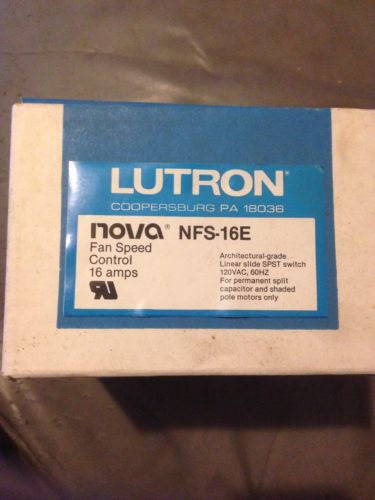 LUTRON®
COOPERSBURG PA 18036
nova® NFS-16E
Fan Speed
Control
16 amps
Architectural-grade
Linear slide SPST switch
120VAC, 60HZ
For permanent split
capacitor and shaded
pole motors only